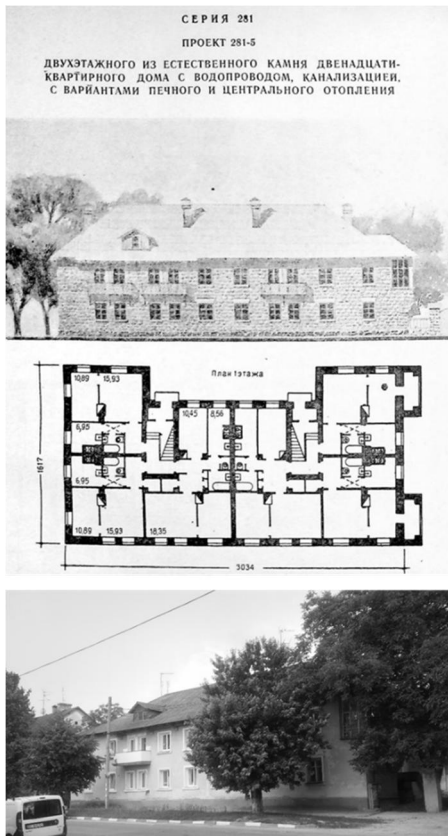 СЕРИЯ 281
ПРОЕКТ 281-5
ДВУХЭТАЖНОГО ИЗ ЕСТЕСТВЕННОГО КАМНЯ ДВЕНАДЦАТИ-
КВАРТИРНОГО ДОМА С ВОДОПРОВОДОМ, КАНАЛИЗАЦИЕЙ,
С ВАРИАНТАМИ ПЕЧНОГО И ЦЕНТРАЛЬНОГО ОТОПЛЕНИЯ
План 1 этажа
10,89 15,93
10,45 8,56
6,95
6,95
1617
10,89 15,93 18,35
3034